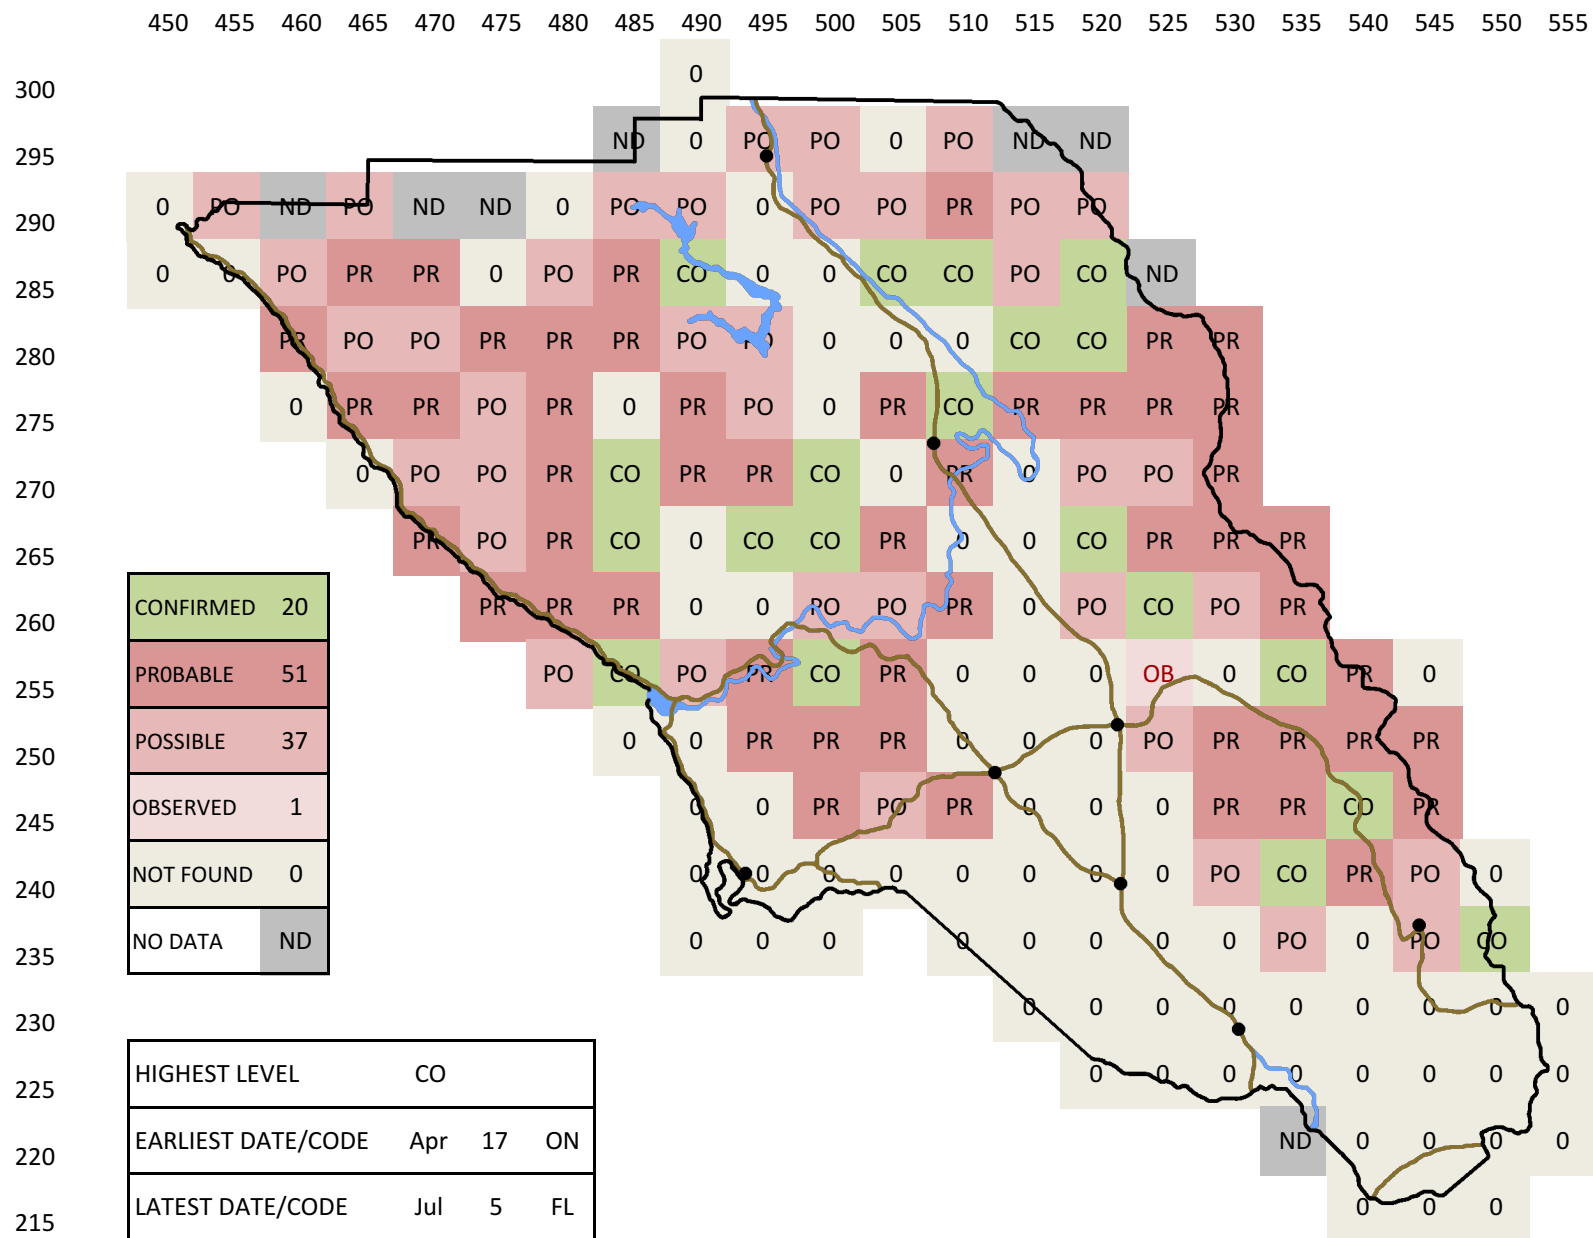 450 455 460 465 470 475 480 485 490 495 500 505 510 515 520 525 530 535 540 545 550 555
300 0
295 ND 0 PO PO 0 PO ND ND
290 0 PO ND PO ND ND 0 PO PO 0 PO PO PR PO PO
285 0 0 PO PR PR 0 PO PR CO 0 0 CO CO PO CO ND
280 PR PO PO PR PR PR PO PO 0 0 0 CO CO PR PR
275 0 PR PR PO PR 0 PR PO 0 PR CO PR PR PR PR
270 0 PO PO PR CO PR PR CO 0 PR 0 PO PO PR
265 PR PO PR CO 0 CO CO PR 0 0 CO PR PR PR
260 CONFIRMED 20 PR PR PR 0 0 PO PO PR 0 PO CO PO PR
255 PR0BABLE 51 PO CO PO PR CO PR 0 0 0 OB 0 CO PR 0
250 POSSIBLE 37 0 0 PR PR PR 0 0 0 PO PR PR PR PR
245 OBSERVED 1 0 0 PR PO PR 0 0 0 PR PR CO PR
240 NOT FOUND 0 0 0 0 0 0 0 0 0 PO CO PR PO 0
235 NO DATA ND 0 0 0 0 0 0 0 0 PO 0 PO CO
230 0 0 0 0 0 0 0 0 0
225 HIGHEST LEVEL CO 0 0 0 0 0 0 0 0
220 EARLIEST DATE/CODE Apr 17 ON ND 0 0 0 0
215 LATEST DATE/CODE Jul 5 FL 0 0 0